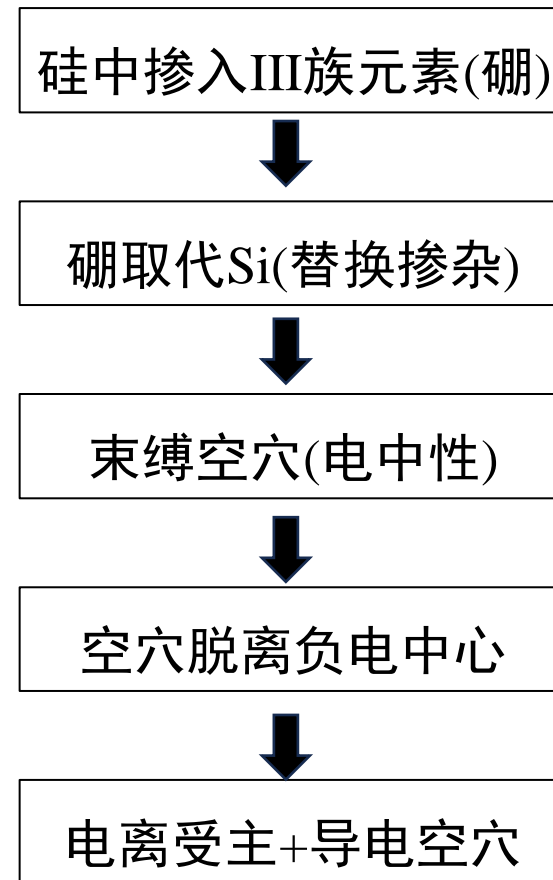 硅中掺入III族元素(硼)
硼取代Si(替换掺杂)
束缚空穴(电中性)
空穴脱离负电中心
电离受主+导电空穴